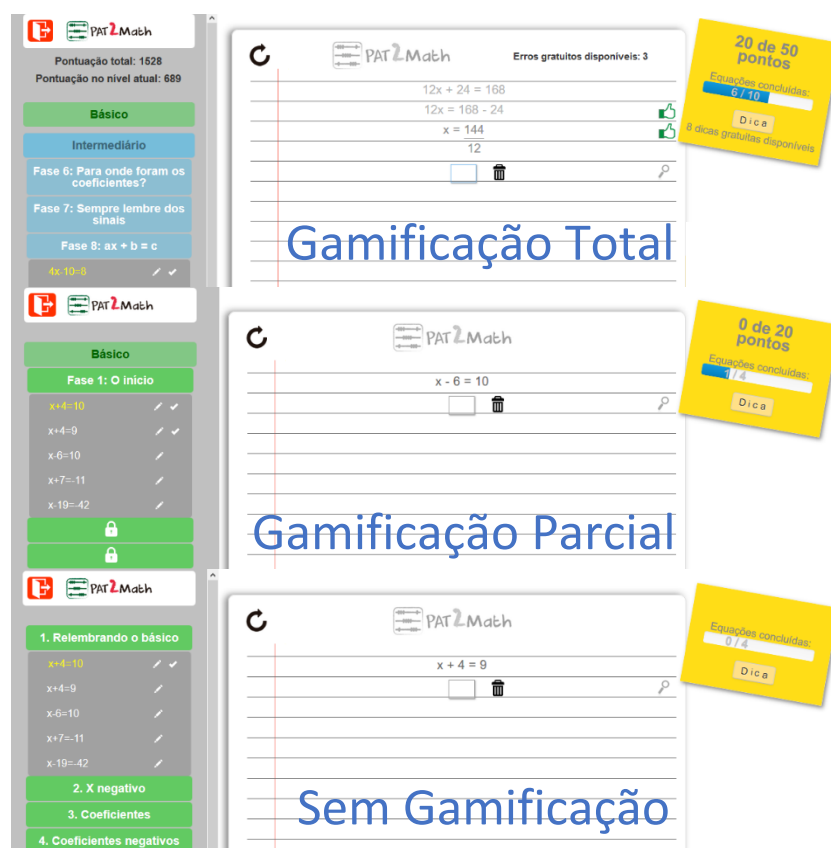 PAT2Math
Pontuação total: 1528
Pontuação no nivel atual: 689
Básico
Intermediário
Fase 6: Para onde foram os
coeficientes?
Fase 7: Sempre lembre dos
sinais
Fase 8: ax + b = c
4x-10=6
PAT2Math
Erros gratuitos disponíveis: 3
12x + 24 = 168
12x = 168 - 24
x = 144
12
Gamificação Total
20 de 50
pontos
Equações concluídas:
6 / 10
Dica
8 dicas gratuitas disponíveis
PAT2Math
Básico
Fase 1: O início
x+4=10
x+4=9
x-6=10
x+7=-11
x-19=-42
PAT2Math
x - 6 = 10
Gamificação Parcial
0 de 20
pontos
Equações concluídas:
1 / 4
Dica
PAT2Math
1. Relembrando o básico
x+4=10
x+4=9
x-6=10
x+7=-11
x-19=-42
2. X negativo
3. Coeficientes
4. Coeficientes negativos
PAT2Math
x + 4 = 9
Sem Gamificação
Equações concluídas:
0 / 4
Dica